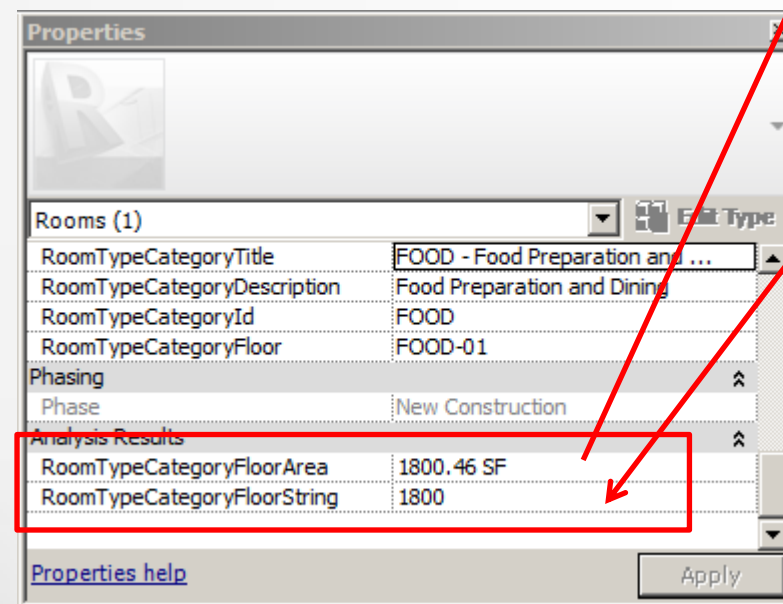 Properties
Rooms (1) Edit Type
RoomTypeCategoryTitle FOOD - Food Preparation and ...
RoomTypeCategoryDescription Food Preparation and Dining
RoomTypeCategoryId FOOD
RoomTypeCategoryFloor FOOD-01
Phasing
Phase New Construction
Analysis Results
RoomTypeCategoryFloorArea 1800.46 SF
RoomTypeCategoryFloorString 1800
Properties help Apply